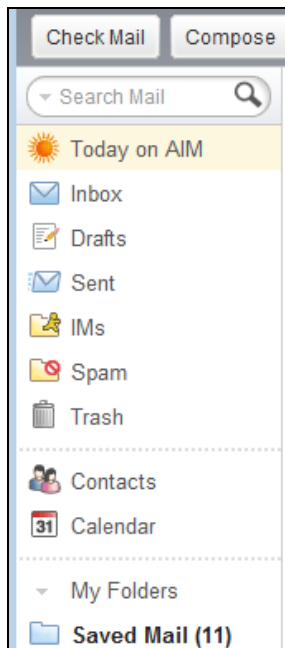 Check Mail Compose
Search Mail
Today on AIM
Inbox
Drafts
Sent
IMs
Spam
Trash
Contacts
31 Calendar
My Folders
Saved Mail (11)